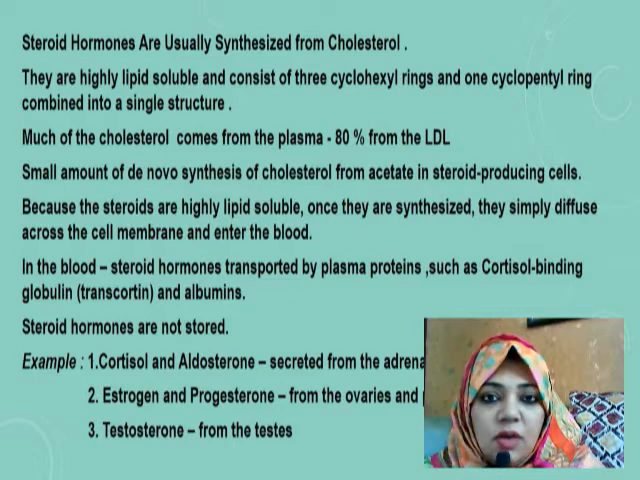 Steroid Hormones Are Usually Synthesized from Cholesterol .
They are highly lipid soluble and consist of three cyclohexyl rings and one cyclopentyl ring
combined into a single structure .
Much of the cholesterol comes from the plasma - 80 % from the LDL
Small amount of de novo synthesis of cholesterol from acetate in steroid-producing cells.
Because the steroids are highly lipid soluble, once they are synthesized, they simply diffuse
across the cell membrane and enter the blood.
In the blood – steroid hormones transported by plasma proteins ,such as Cortisol-binding
globulin (transcortin) and albumins.
Steroid hormones are not stored.
Example : 1.Cortisol and Aldosterone – secreted from the
2. Estrogen and Progesterone – from the ovaries and
3. Testosterone – from the testes